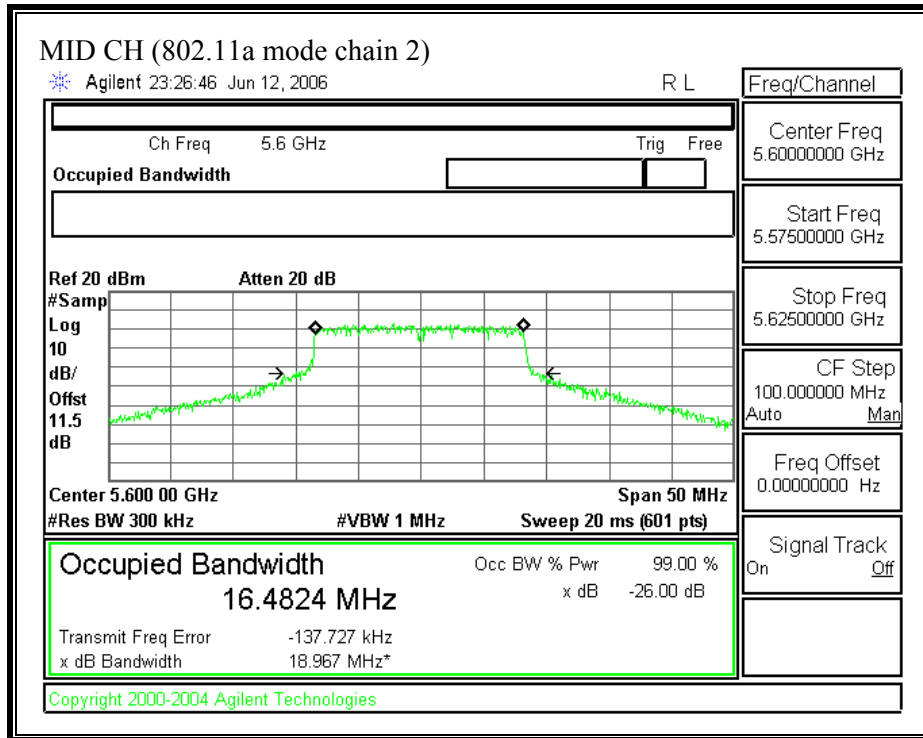 MID CH (802.11a mode chain 2)
Agilent 23:26:46 Jun 12, 2006 R L
Freq/Channel
Ch Freq 5.6 GHz Trig Free
Occupied Bandwidth
Center Freq
5.60000000 GHz
Start Freq
5.57500000 GHz
Stop Freq
5.62500000 GHz
CF Step
100.000000 MHz
Auto Man
Freq Offset
0.00000000 Hz
Signal Track
On Off
Ref 20 dBm Atten 20 dB
#Samp
Log
10
dB/
Offst
11.5
dB
Center 5.600 00 GHz Span 50 MHz
#Res BW 300 kHz #VBW 1 MHz Sweep 20 ms (601 pts)
Occupied Bandwidth Occ BW % Pwr 99.00 %
16.4824 MHz x dB -26.00 dB
Transmit Freq Error -137.727 kHz
x dB Bandwidth 18.967 MHz*
Copyright 2000-2004 Agilent Technologies